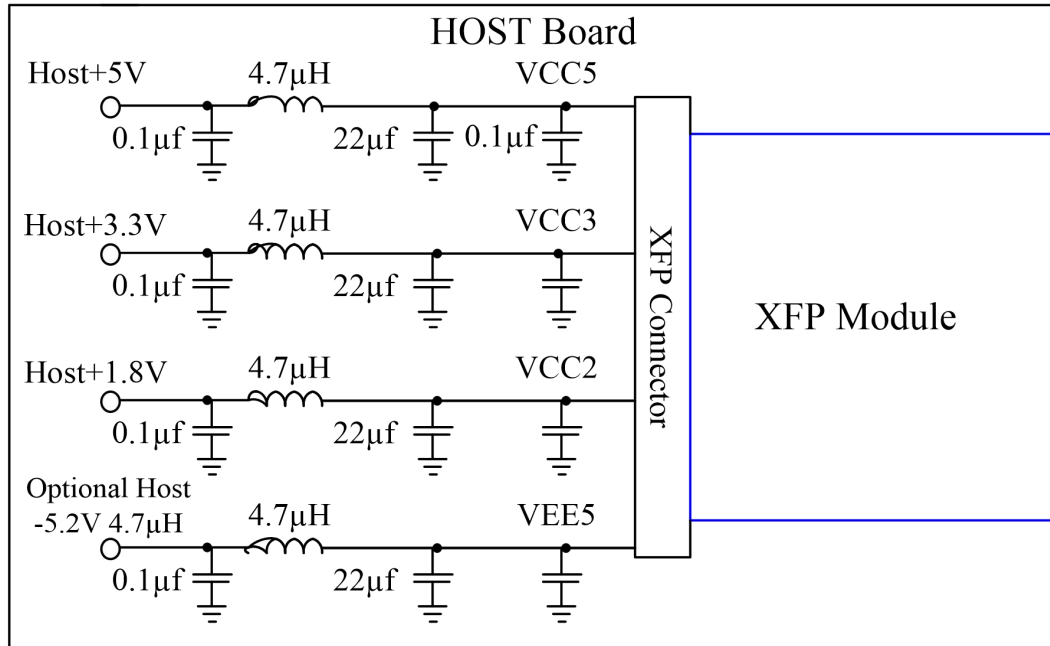 HOST Board
Host+5V
4.7µH
VCC5
0.1µf
22µf
0.1µf
Host+3.3V
4.7µH
VCC3
0.1µf
22µf
Host+1.8V
4.7µH
VCC2
0.1µf
22µf
Optional Host
-5.2V 4.7µH
4.7µH
VEE5
0.1µf
22µf
XFP Connector
XFP Module